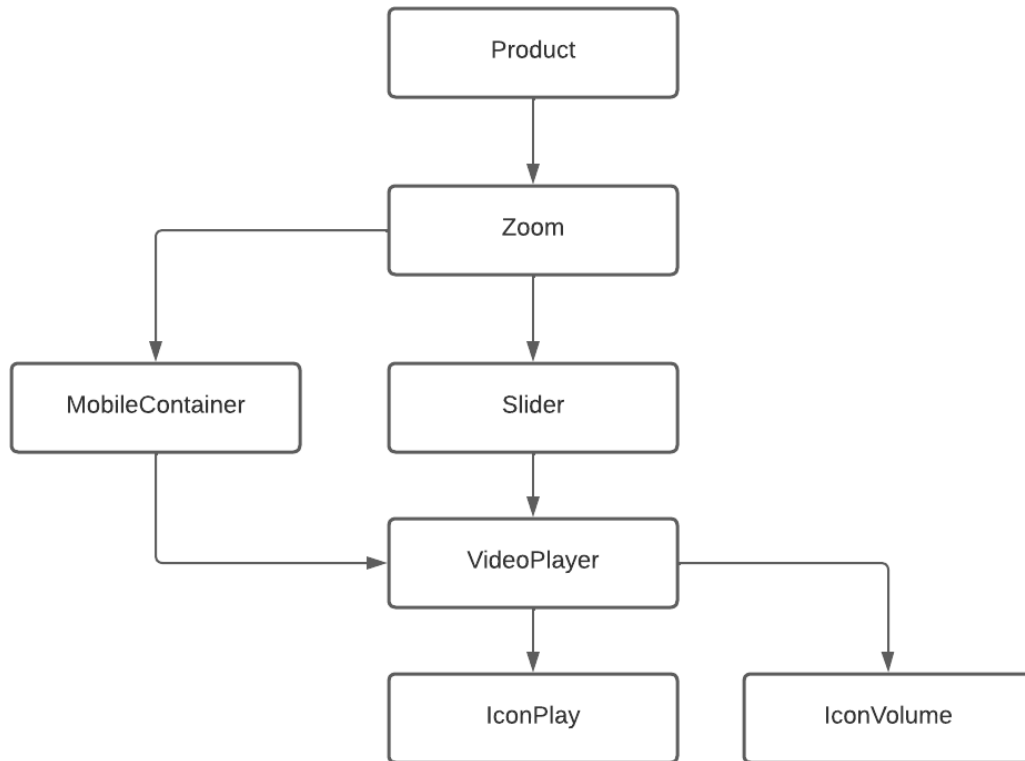 Product
Zoom
MobileContainer
Slider
VideoPlayer
IconPlay
IconVolume